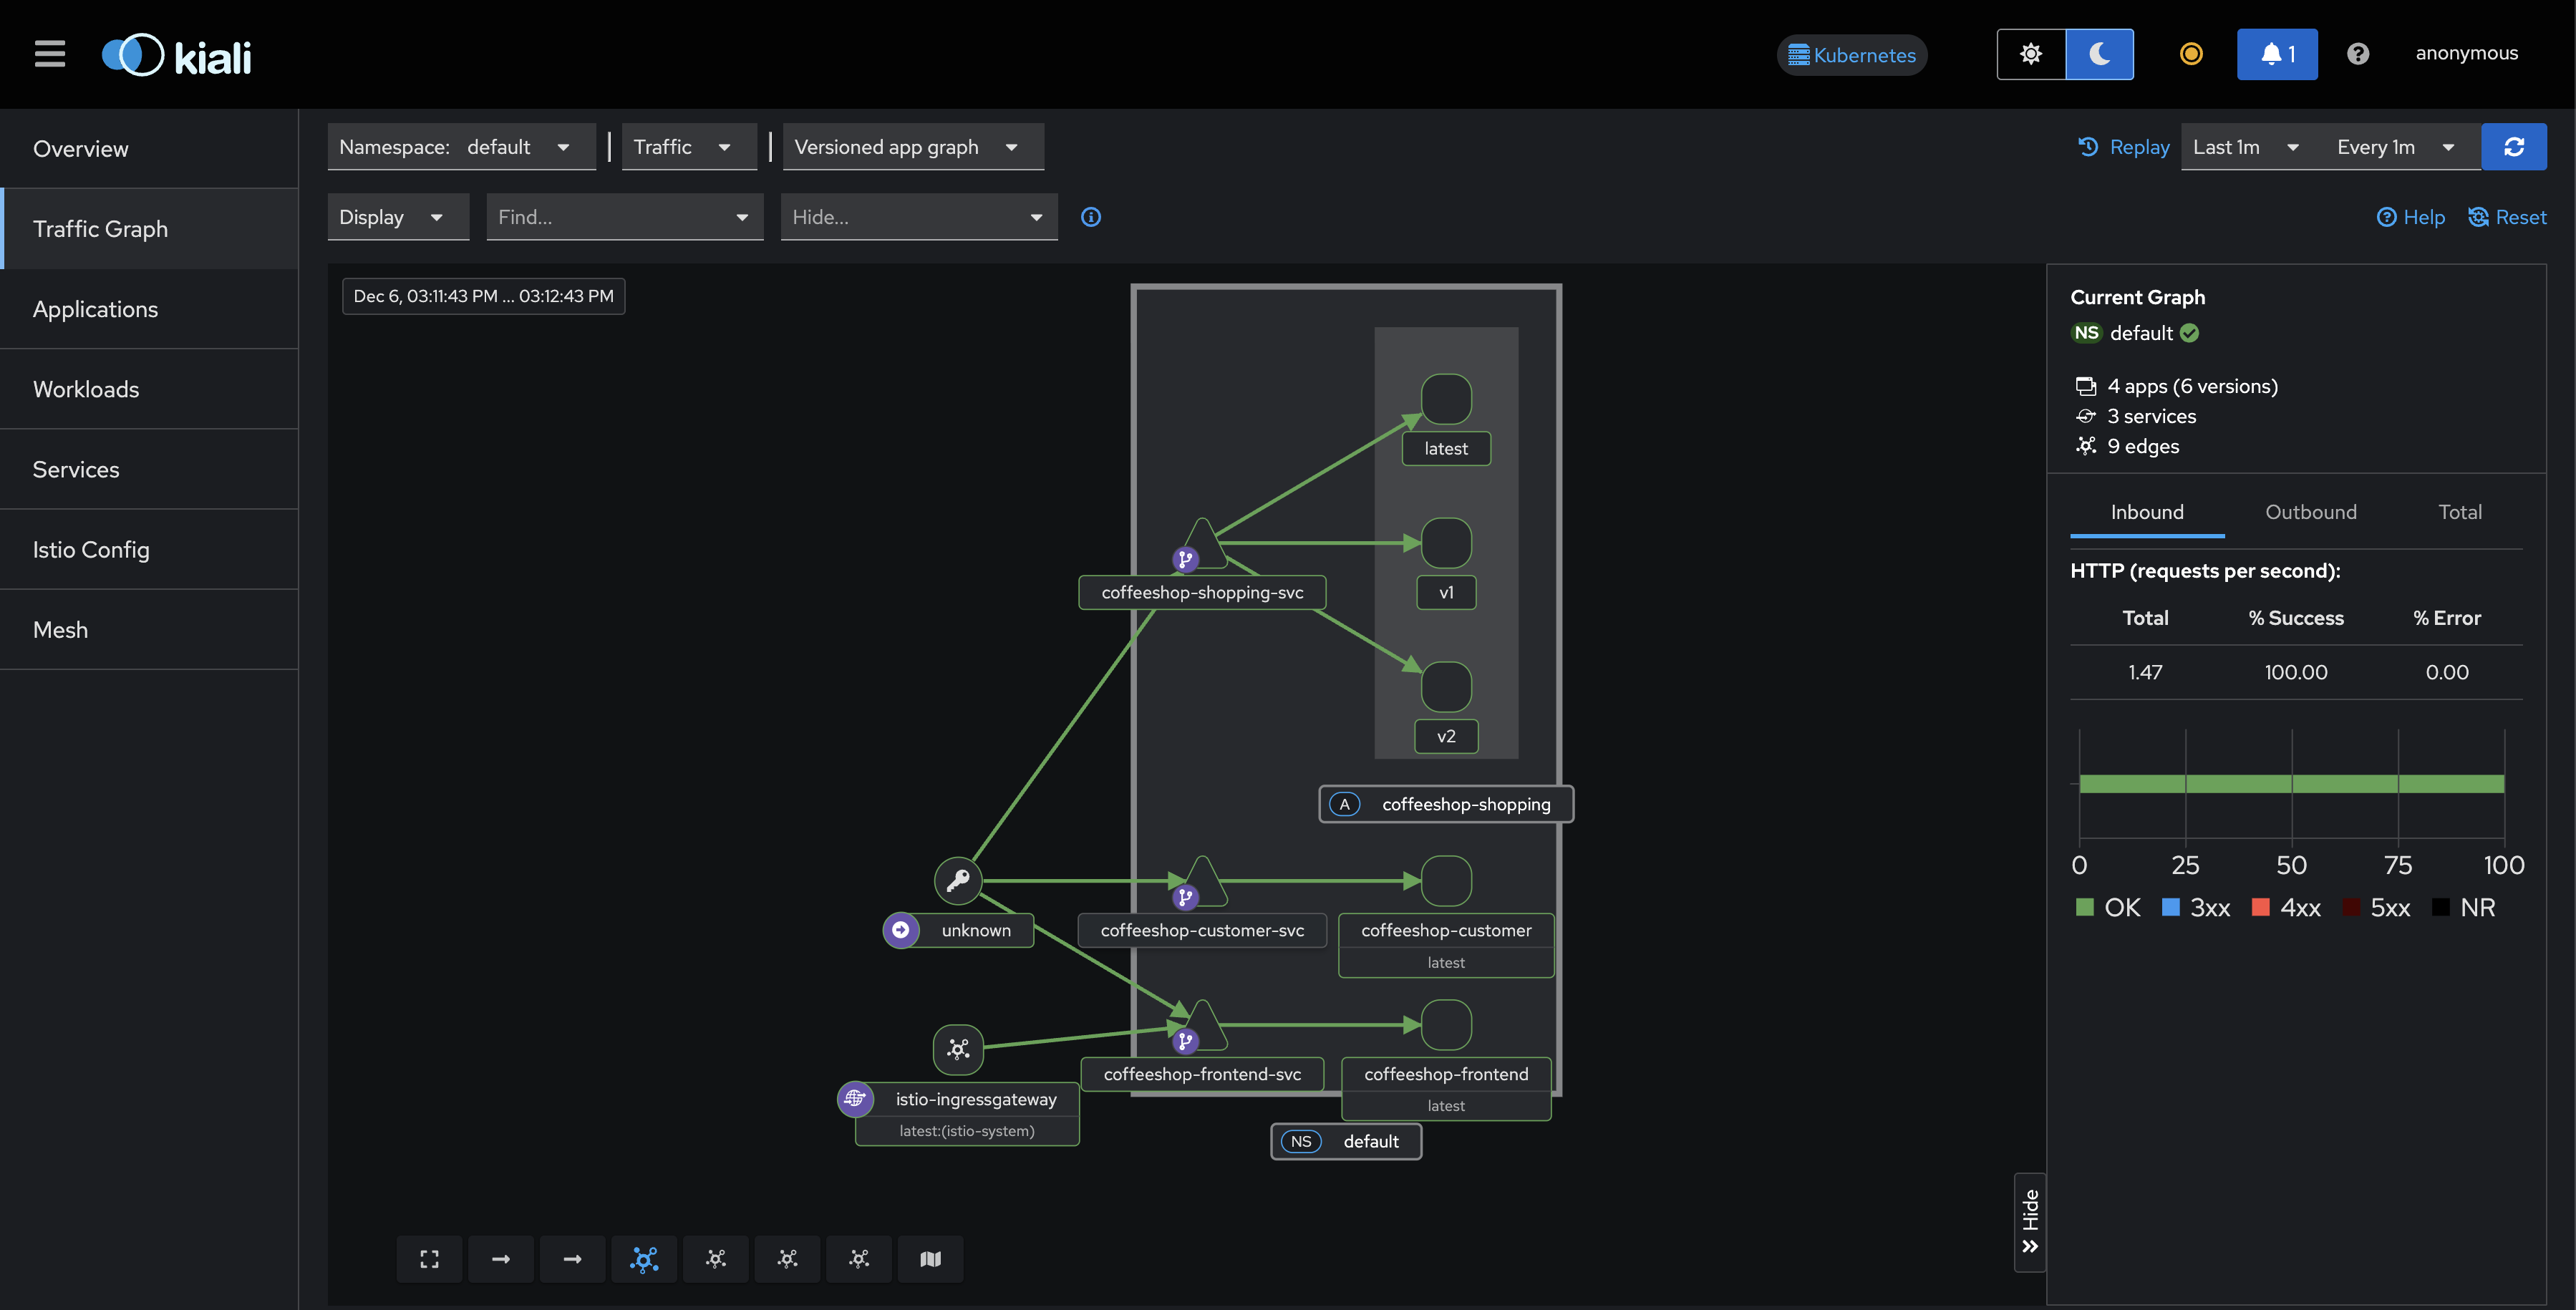 kiali
Kubernetes
1
anonymous
Overview
Traffic Graph
Applications
Workloads
Services
Istio Config
Mesh
Namespace: default
Traffic
Versioned app graph
Replay
Last 1m
Every 1m
Display
Find...
Hide...
Help
Reset
Dec 6, 03:11:43 PM ... 03:12:43 PM
latest
coffeeshop-shopping-svc
v1
v2
A coffeeshop-shopping
unknown
coffeeshop-customer-svc
coffeeshop-customer
latest
istio-ingressgateway
latest:(istio-system)
coffeeshop-frontend-svc
coffeeshop-frontend
latest
NS default
Hide
Current Graph
NS default
4 apps (6 versions)
3 services
9 edges
Inbound Outbound Total
HTTP (requests per second):
Total % Success % Error
1.47 100.00 0.00
0 25 50 75 100
OK 3xx 4xx 5xx NR